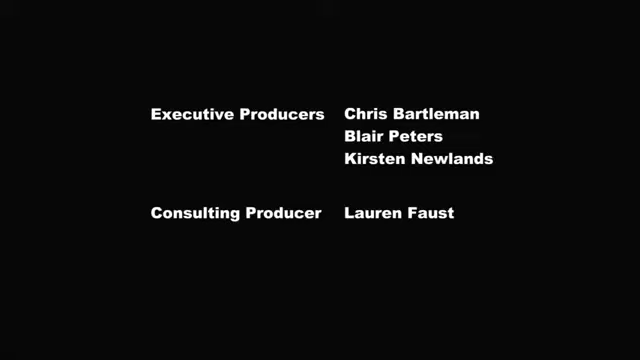 Executive Producers Chris Bartleman
Blair Peters
Kirsten Newlands
Consulting Producer Lauren Faust